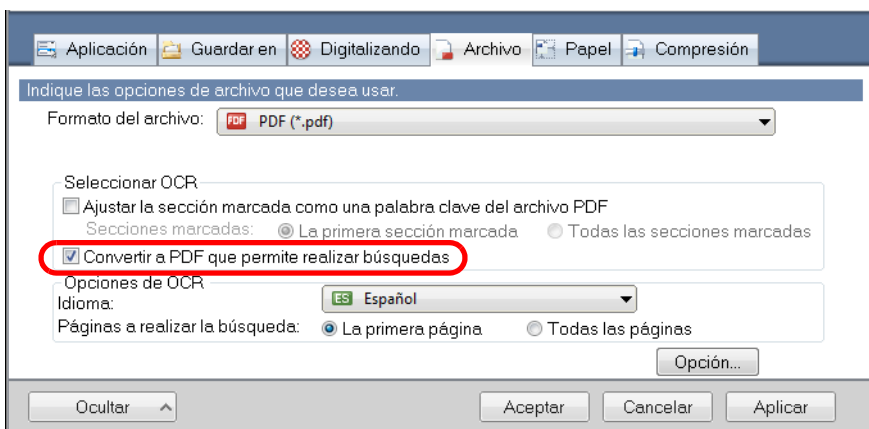 Aplicación Guardar en Digitalizando Archivo Papel Compresión
Indique las opciones de archivo que desea usar.
Formato del archivo: PDF PDF (*.pdf)
Seleccionar OCR
Ajustar la sección marcada como una palabra clave del archivo PDF
Secciones marcadas: La primera sección marcada Todas las secciones marcadas
Convertir a PDF que permite realizar búsquedas
Opciones de OCR
Idioma: ES Español
Páginas a realizar la búsqueda: La primera página Todas las páginas
Opción...
Ocultar Aceptar Cancelar Aplicar